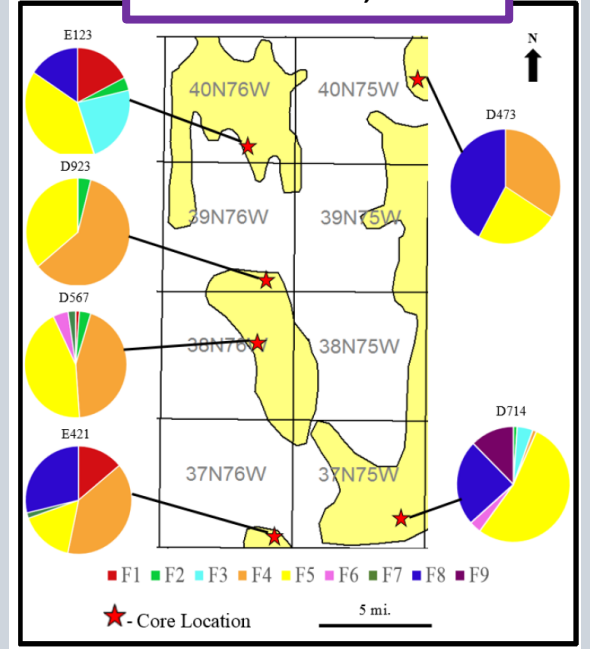 E123
N
40N76W 40N75W
D473
D923
39N76W 39N75W
D567
38N76W 38N75W
D714
E421
37N76W 37N75W
F1 F2 F3 F4 F5 F6 F7 F8 F9
- Core Location
5 mi.